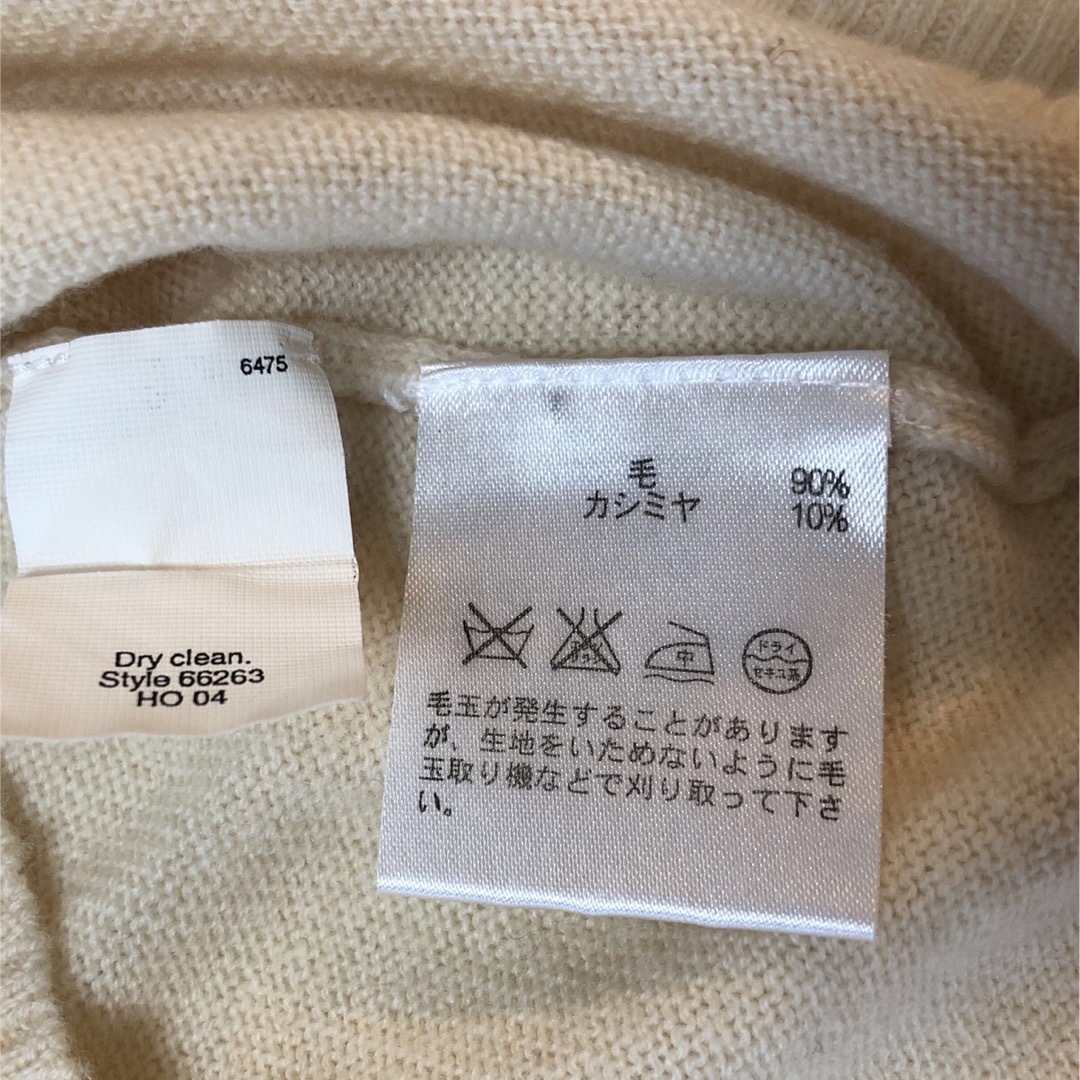 6475
Dry clean.
Style 66263
HO 04
毛 90%
カシミヤ 10%
中
ドライ
セキユ系
毛玉が発生することがあります
が、生地をいためないように毛
玉取り機などで刈り取って下さ
い。